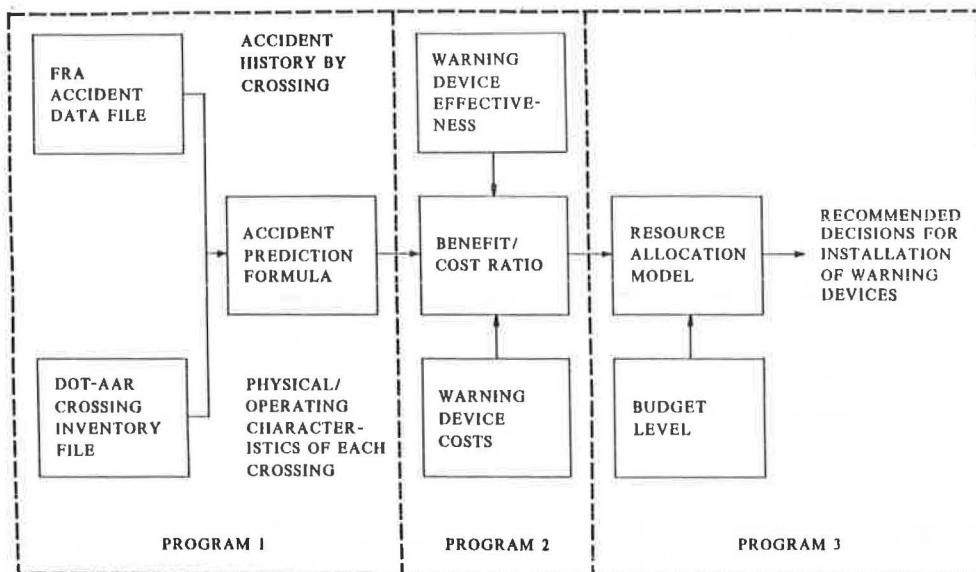 FRA
ACCIDENT
DATA FILE
ACCIDENT
HISTORY BY
CROSSING
WARNING
DEVICE
EFFECTIVE-
NESS
ACCIDENT
PREDICTION
FORMULA
BENEFIT/
COST RATIO
RESOURCE
ALLOCATION
MODEL
RECOMMENDED
DECISIONS FOR
INSTALLATION
OF WARNING
DEVICES
DOT-AAR
CROSSING
INVENTORY
FILE
PHYSICAL/
OPERATING
CHARACTER-
ISTICS OF EACH
CROSSING
WARNING
DEVICE
COSTS
BUDGET
LEVEL
PROGRAM 1
PROGRAM 2
PROGRAM 3